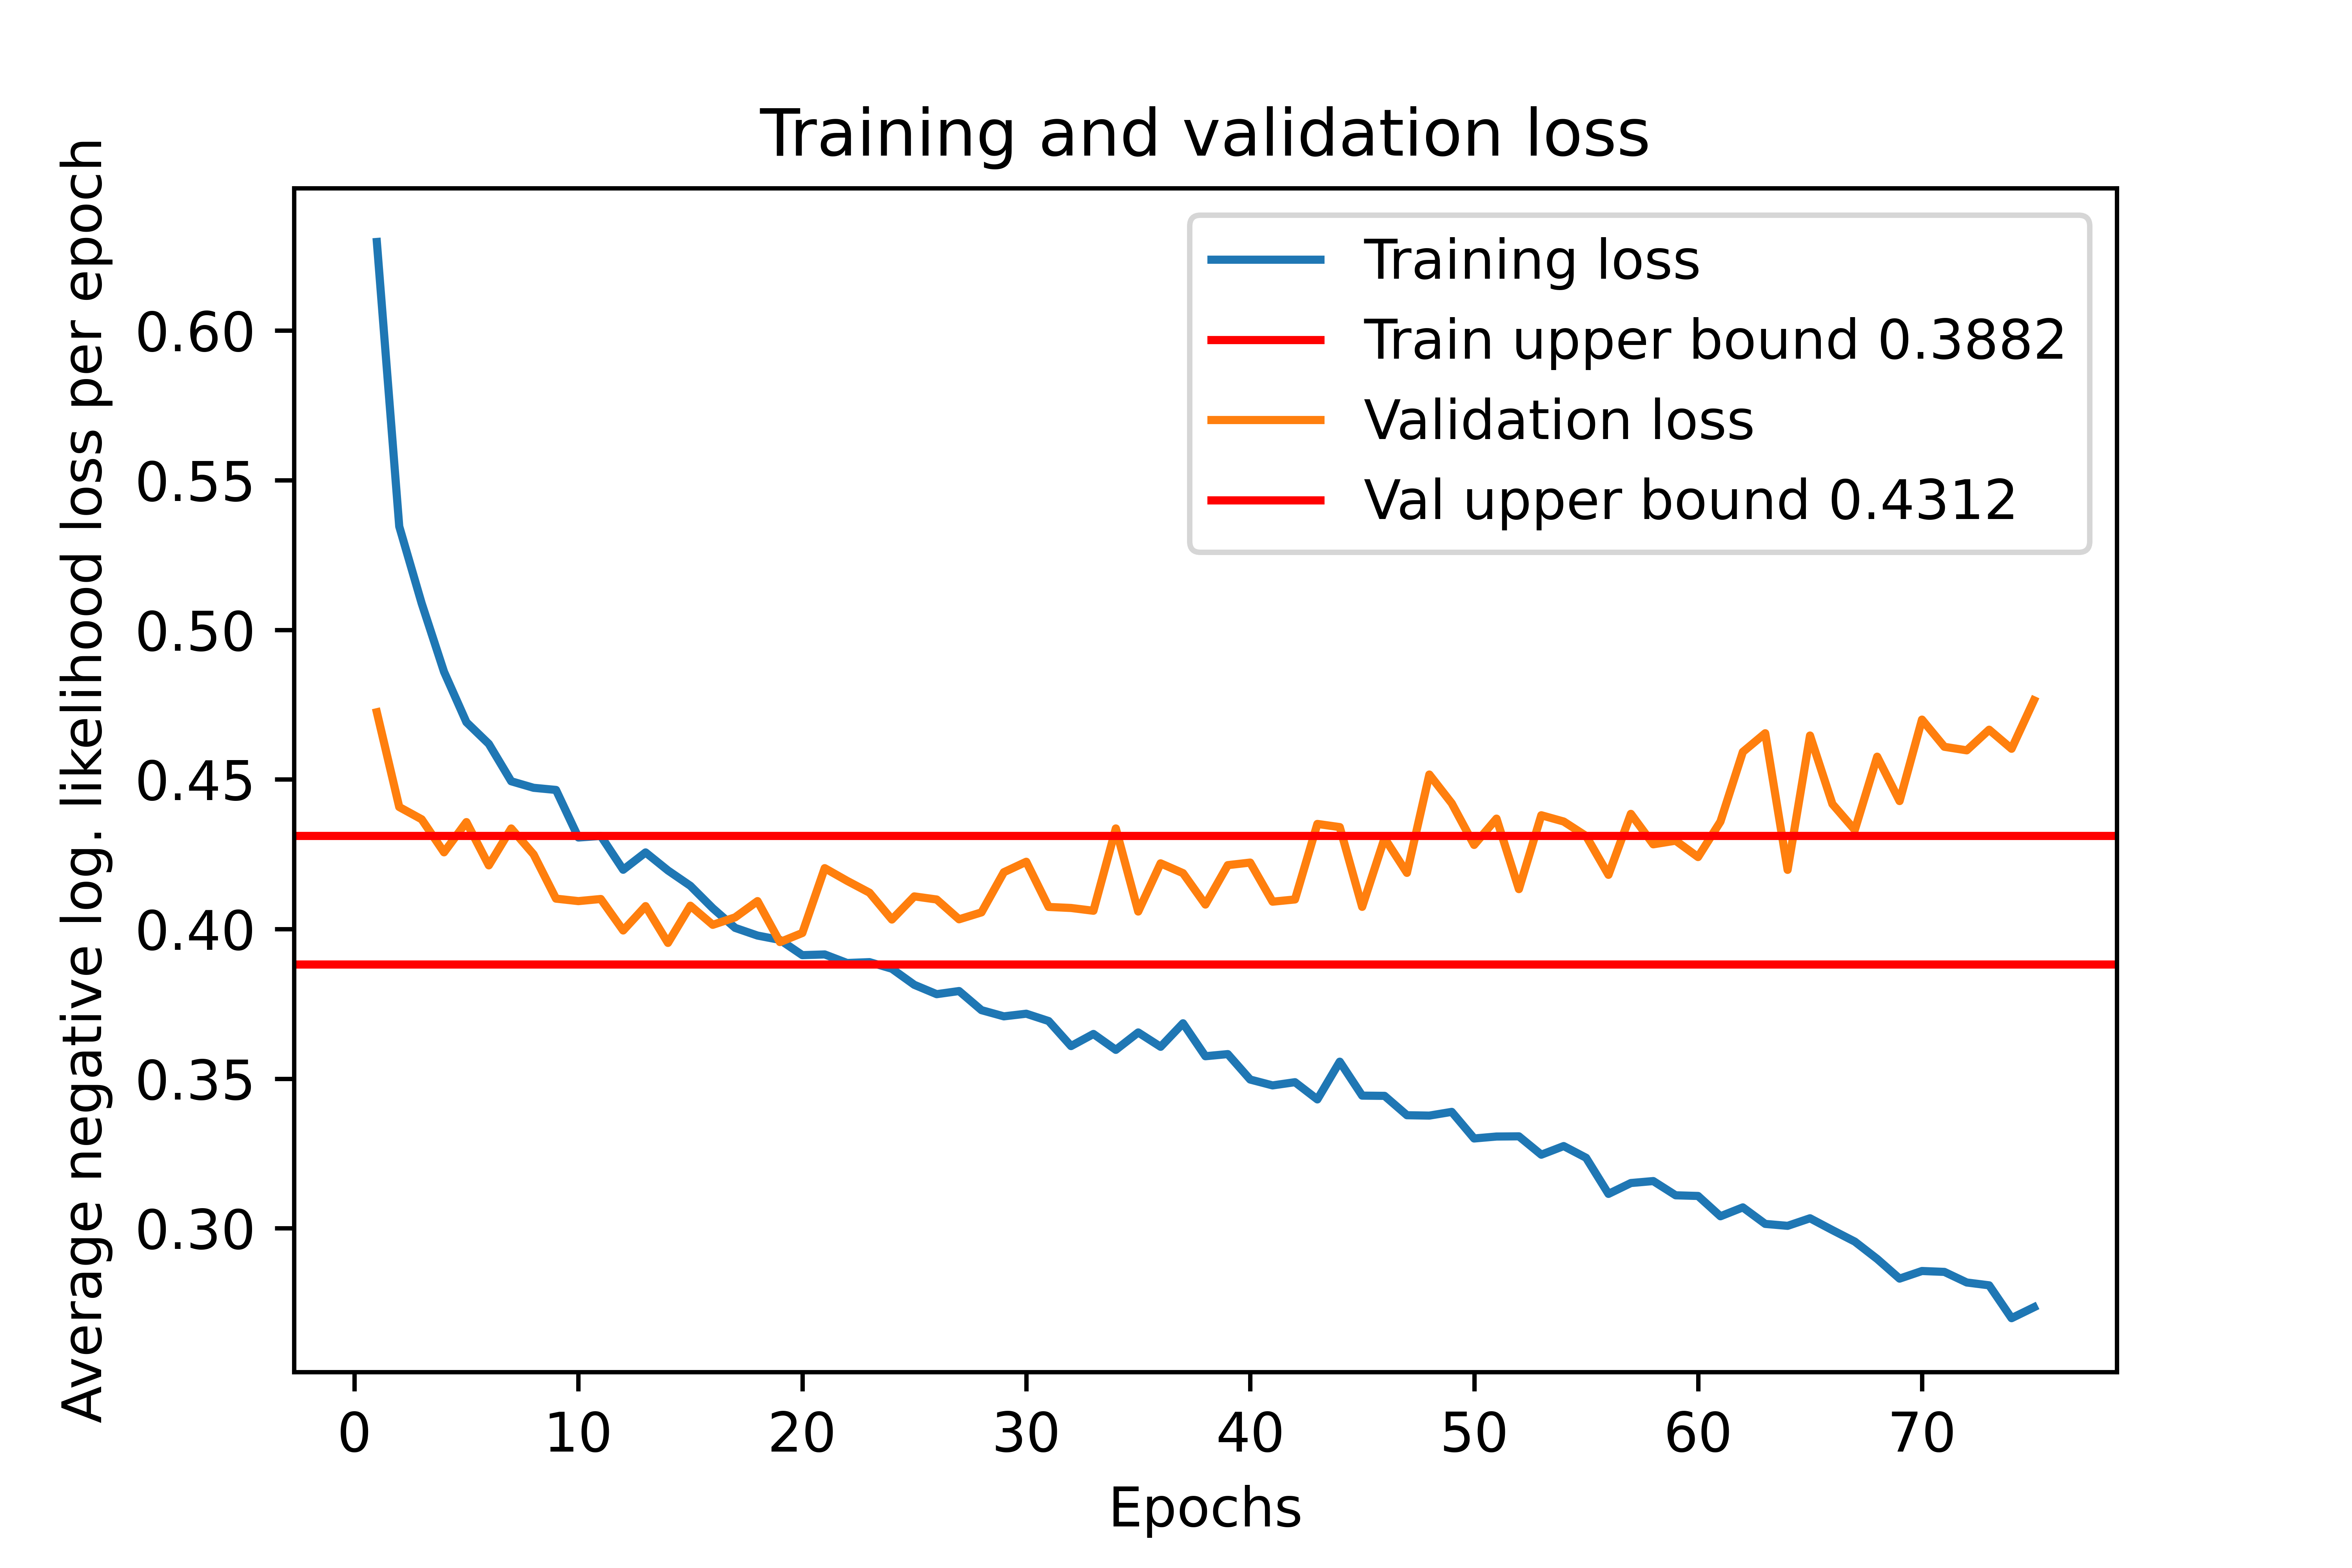 Training and validation loss
Average negative log. likelihood loss per epoch
0.60
0.55
0.50
0.45
0.40
0.35
0.30
Training loss
Train upper bound 0.3882
Validation loss
Val upper bound 0.4312
0 10 20 30 40 50 60 70
Epochs